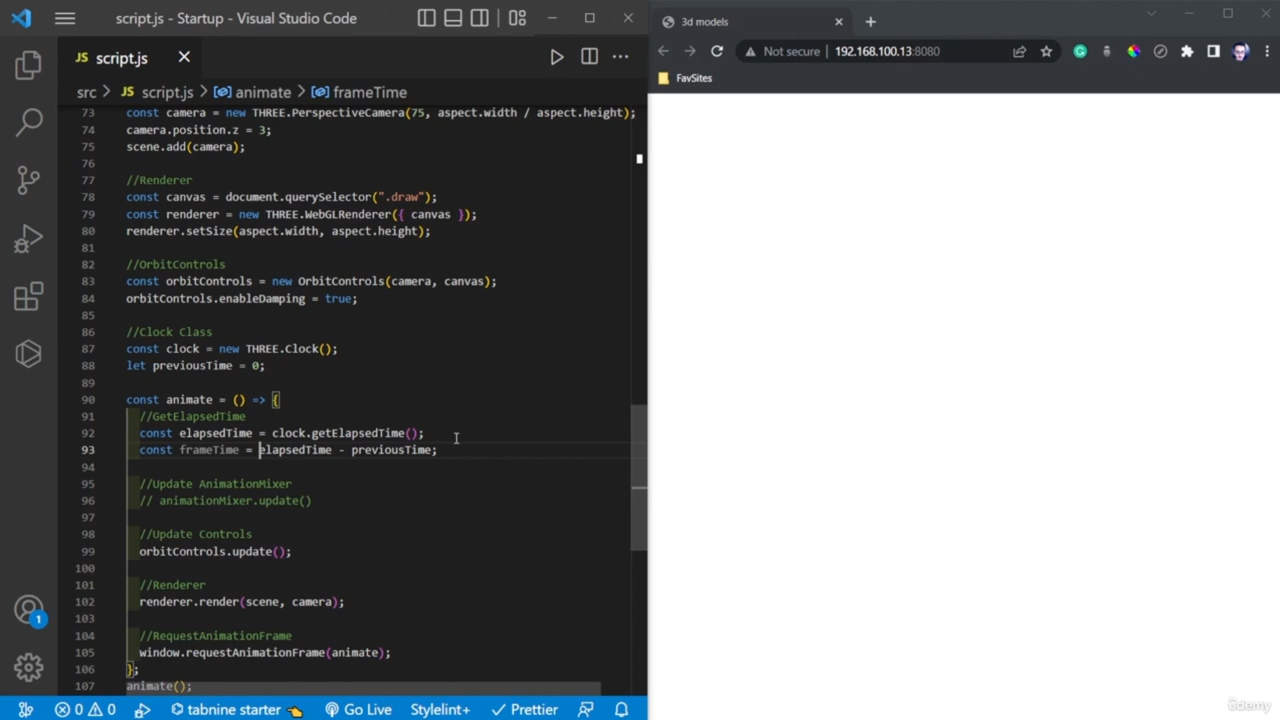 script.js - Startup - Visual Studio Code
JS script.js
src > JS script.js > animate > frameTime
73 const camera = new THREE.PerspectiveCamera(75, aspect.width / aspect.height);
74 camera.position.z = 3;
75 scene.add(camera);
76
77 //Renderer
78 const canvas = document.querySelector(".draw");
79 const renderer = new THREE.WebGLRenderer({ canvas });
80 renderer.setSize(aspect.width, aspect.height);
81
82 //OrbitControls
83 const orbitControls = new OrbitControls(camera, canvas);
84 orbitControls.enableDamping = true;
85
86 //Clock Class
87 const clock = new THREE.Clock();
88 let previousTime = 0;
89
90 const animate = () => {
91 //GetElapsedTime
92 const elapsedTime = clock.getElapsedTime();
93 const frameTime = elapsedTime - previousTime;
94
95 //Update AnimationMixer
96 // animationMixer.update()
97
98 //Update Controls
99 orbitControls.update();
100
101 //Renderer
102 renderer.render(scene, camera);
103
104 //RequestAnimationFrame
105 window.requestAnimationFrame(animate);
106 };
107 animate();
1
0 0 tabnine starter Go Live Stylelint+ Prettier
3d models
Not secure 192.168.100.13:8080
FavSites
ûdemy